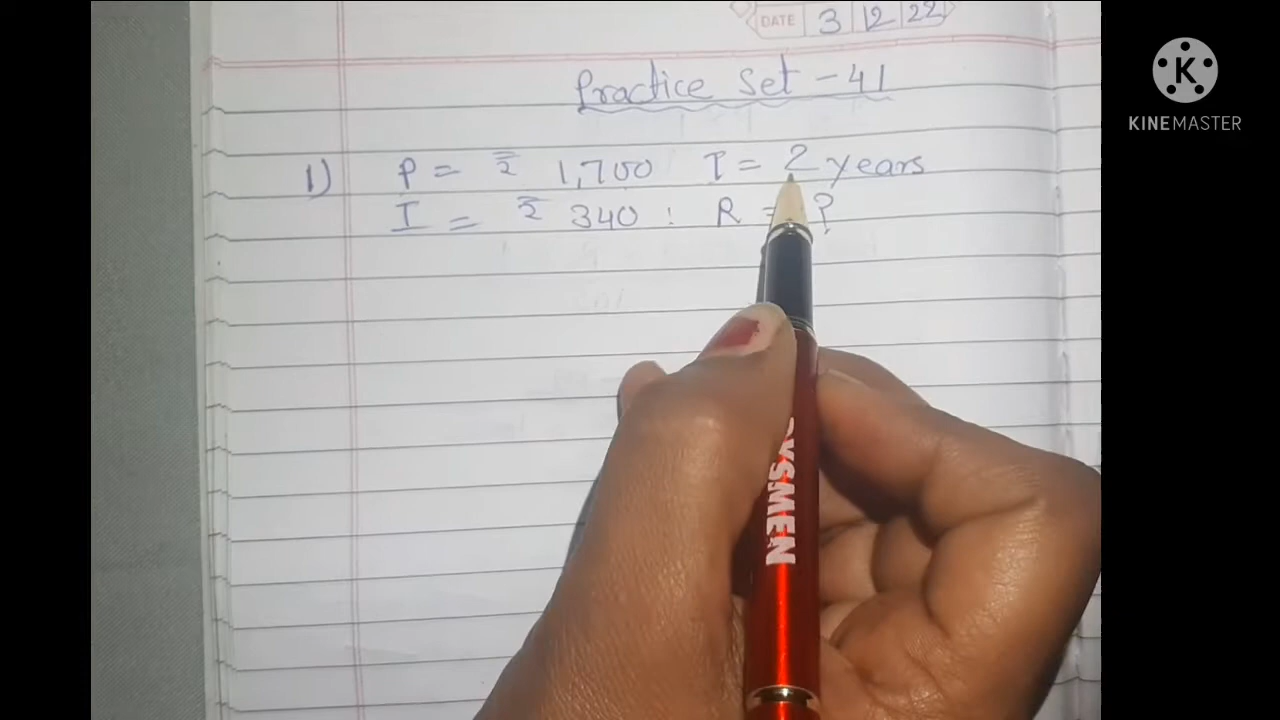 DATE 3 12 22
Practice Set - 41
1) P = ₹ 1,700 T = 2 years
I = ₹ 340 : R = ?
K
KINEMASTER